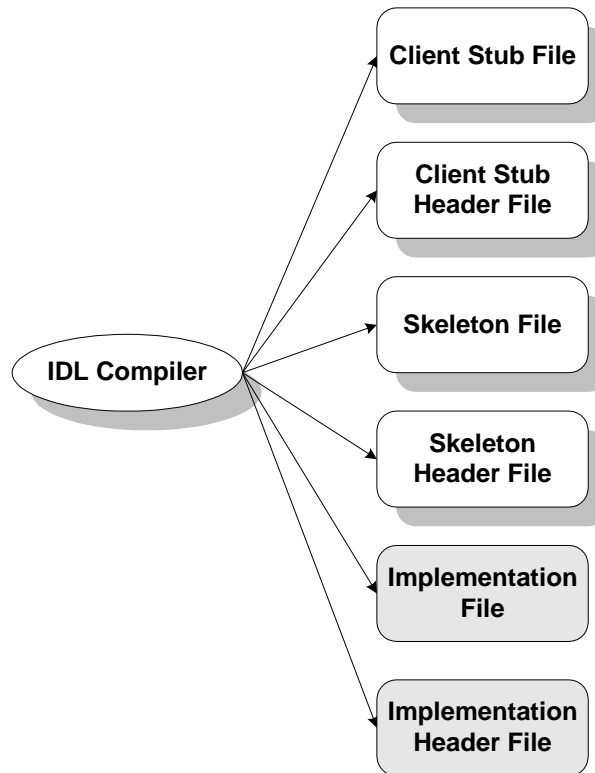 Client Stub File
Client Stub
Header File
Skeleton File
IDL Compiler
Skeleton
Header File
Implementation
File
Implementation
Header File